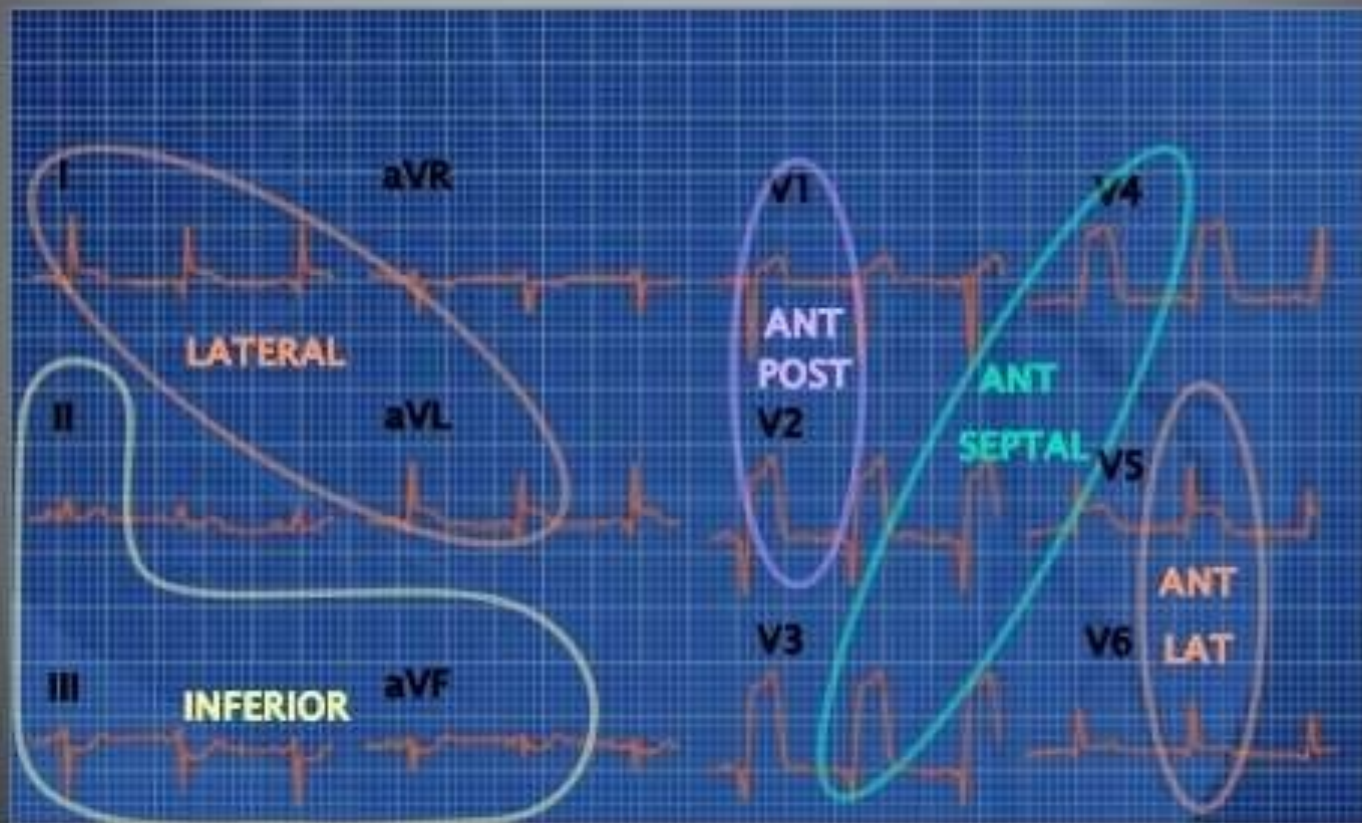 I
aVR
V1
V4
LATERAL
ANT
POST
ANT
SEPTAL
II
aVL
V2
V5
ANT
LAT
III
INFERIOR
aVF
V3
V6